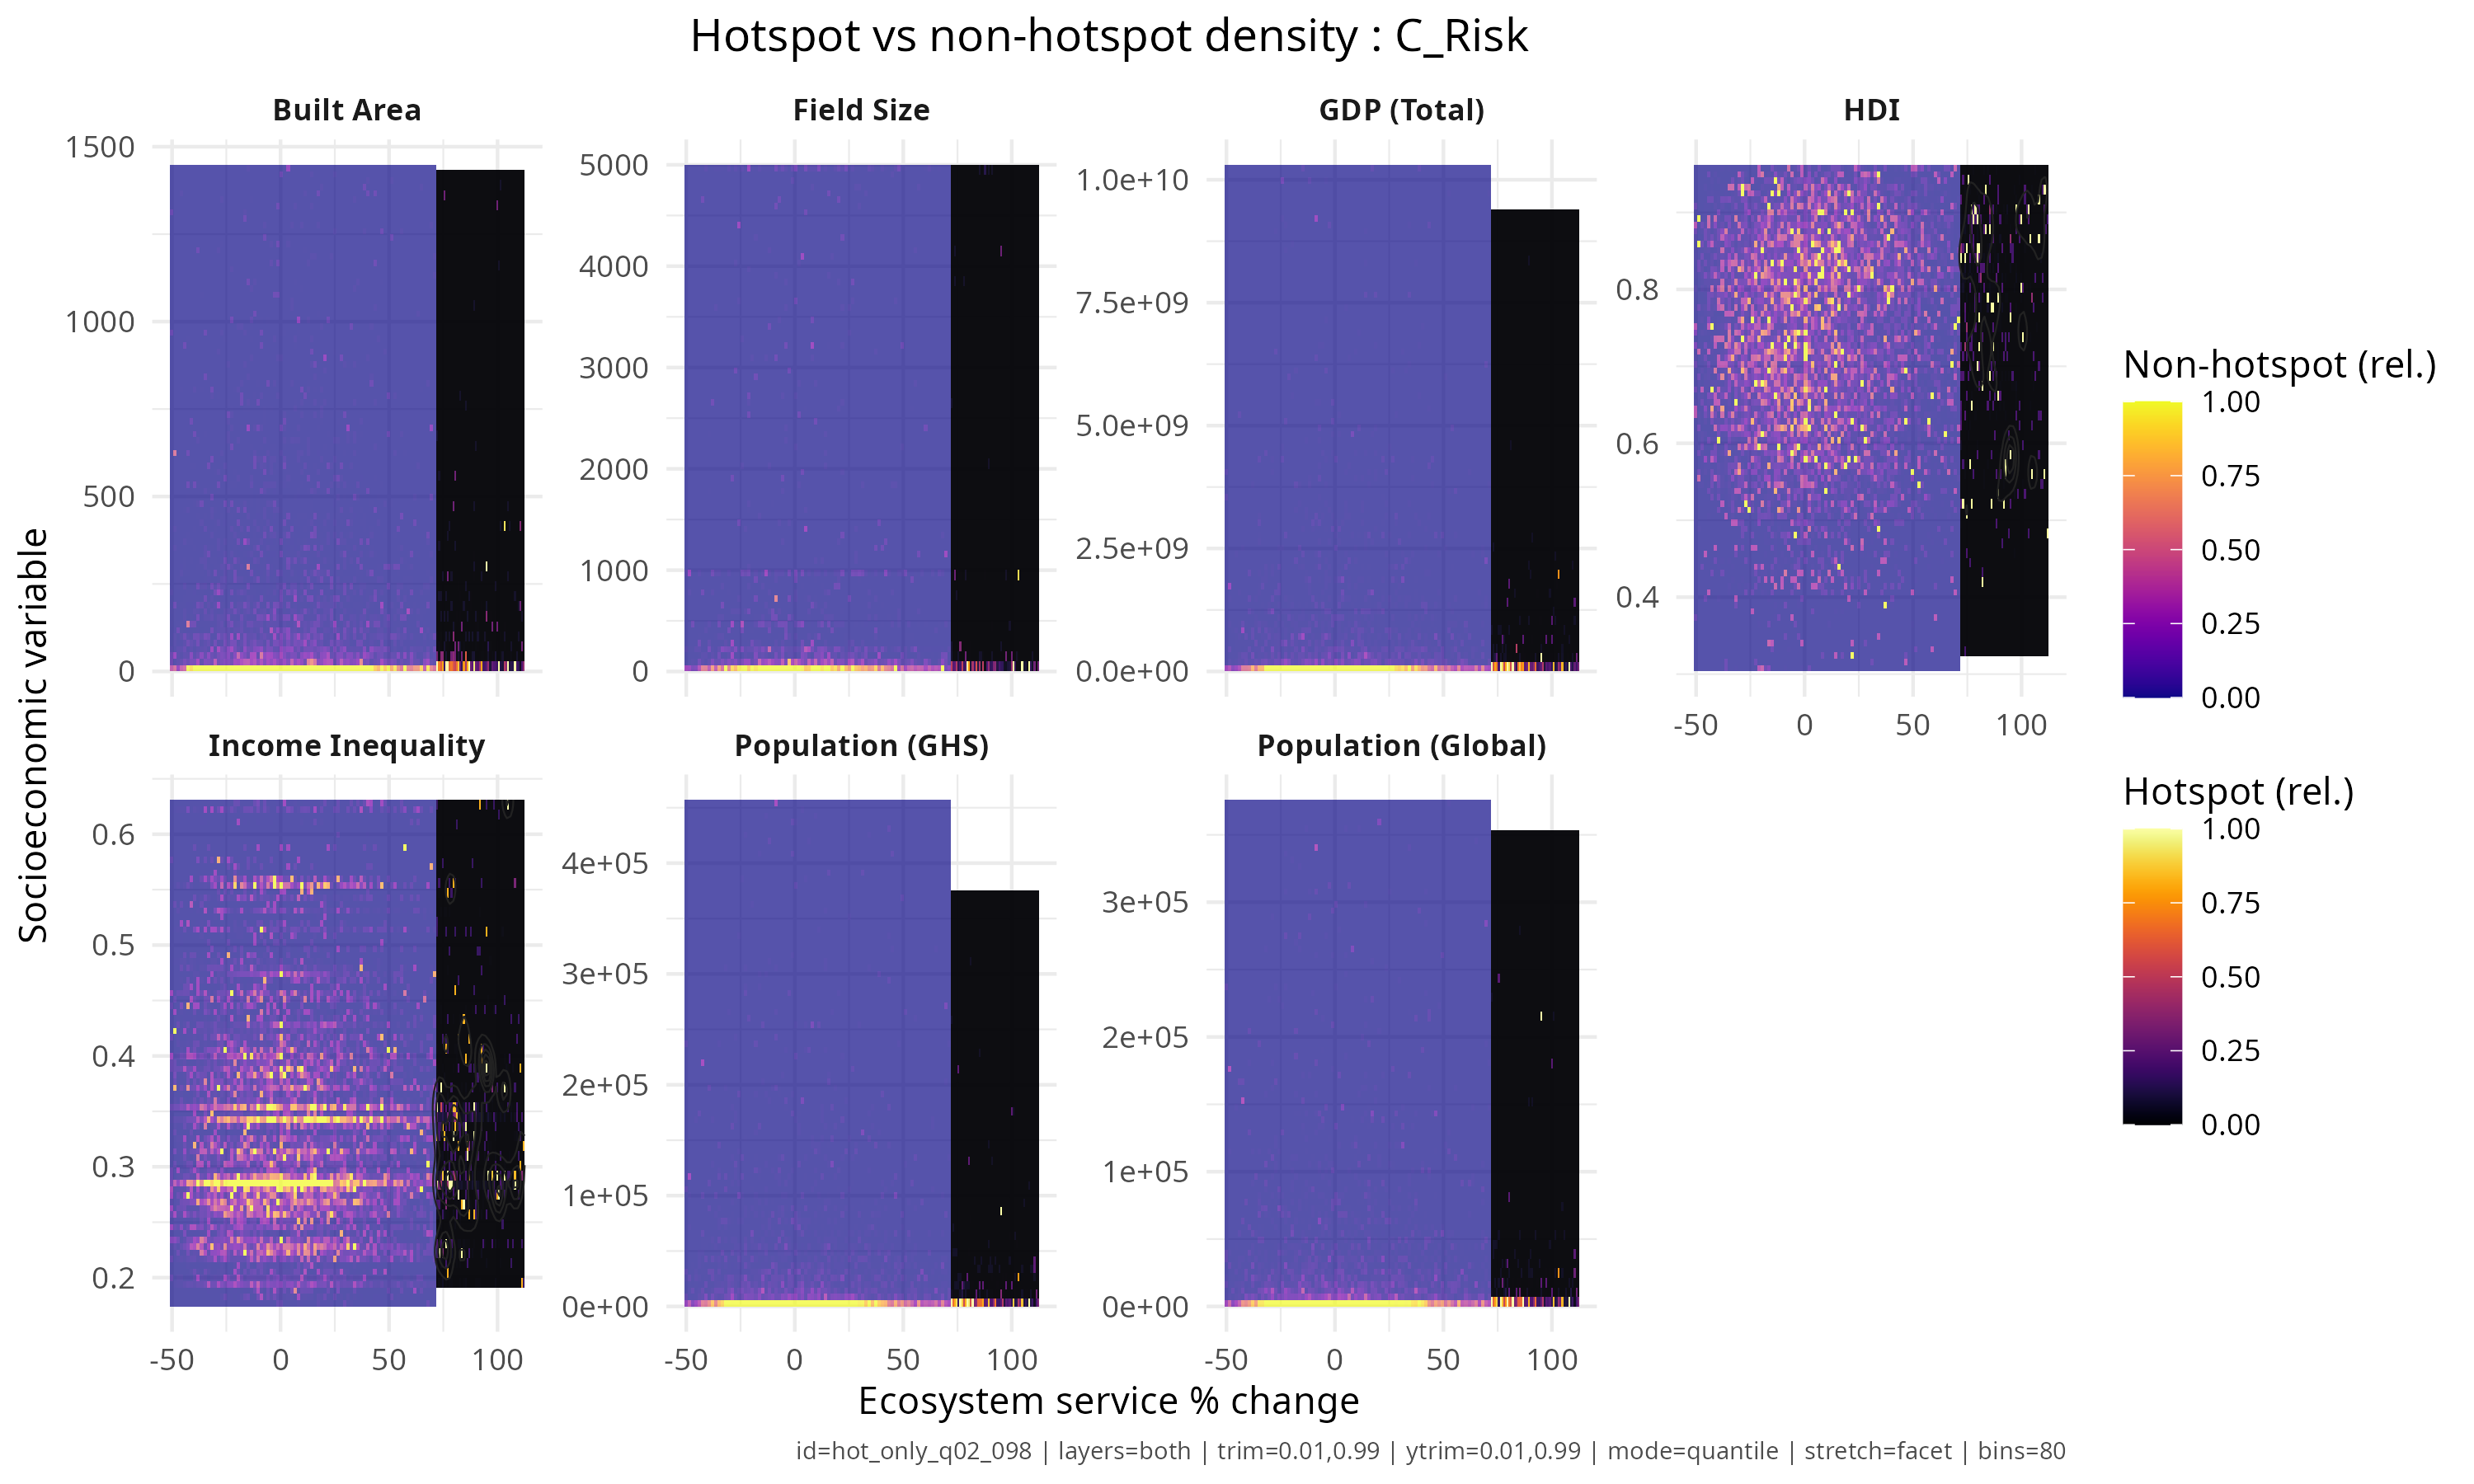 Hotspot vs non-hotspot density : C_Risk
Built Area
Field Size
GDP (Total)
HDI
1500
1000
500
0
5000
4000
3000
2000
1000
0
1.0e+10
7.5e+09
5.0e+09
2.5e+09
0.0e+00
0.8
0.6
0.4
-50 0 50 100
Socioeconomic variable
Income Inequality
Population (GHS)
Population (Global)
0.6
0.5
0.4
0.3
0.2
4e+05
3e+05
2e+05
1e+05
0e+00
3e+05
2e+05
1e+05
0e+00
-50 0 50 100
-50 0 50 100
-50 0 50 100
Ecosystem service % change
Non-hotspot (rel.)
1.00
0.75
0.50
0.25
0.00
Hotspot (rel.)
1.00
0.75
0.50
0.25
0.00
id=hot_only_q02_098 | layers=both | trim=0.01,0.99 | ytrim=0.01,0.99 | mode=quantile | stretch=facet | bins=80